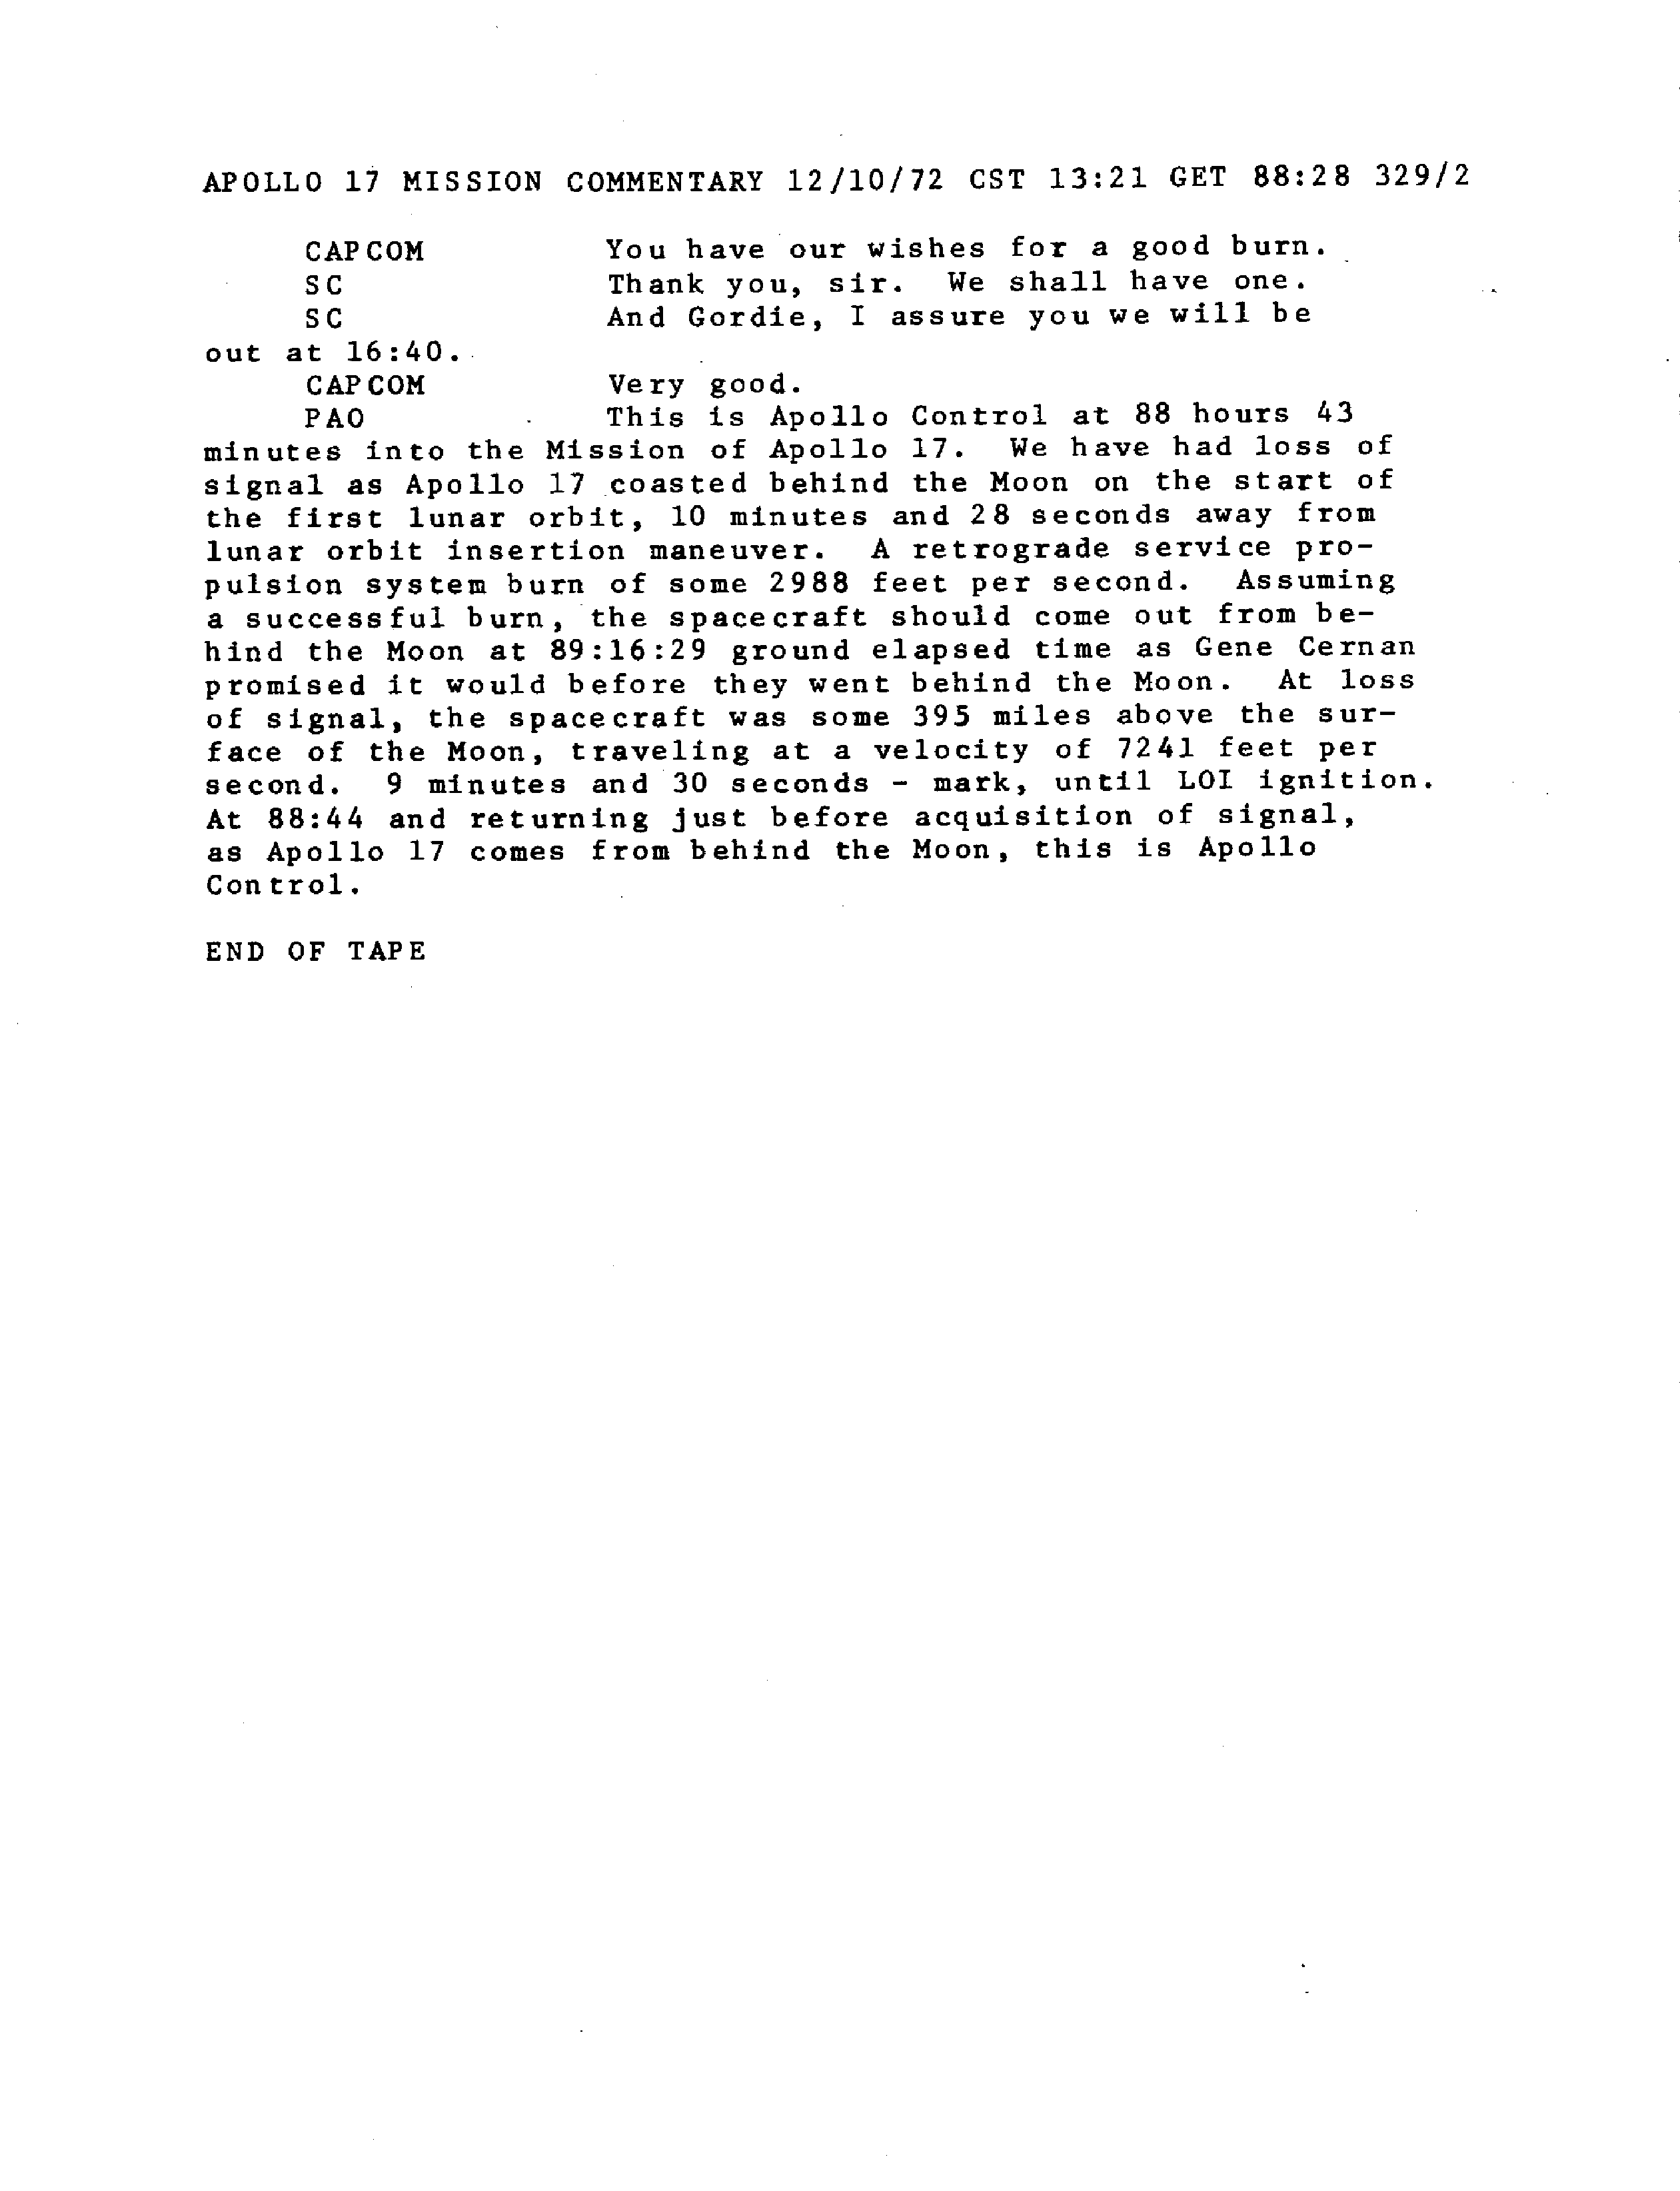 APOLLO 17 MISSION COMMENTARY 12/10/72 CST 13:21 GET 88:28 329/2
CAPCOM You have our wishes for a good burn.
SC Thank you, sir. We shall have one.
SC And Gordie, I assure you we will be
out at 16:40.
CAPCOM Very good.
PAO This is Apollo Control at 88 hours 43
minutes into the Mission of Apollo 17. We have had loss of
signal as Apollo 17 coasted behind the Moon on the start of
the first lunar orbit, 10 minutes and 28 seconds away from
lunar orbit insertion maneuver. A retrograde service pro-
pulsion system burn of some 2988 feet per second. Assuming
a successful burn, the spacecraft should come out from be-
hind the Moon at 89:16:29 ground elapsed time as Gene Cernan
promised it would before they went behind the Moon. At loss
of signal, the spacecraft was some 395 miles above the sur-
face of the Moon, traveling at a velocity of 7241 feet per
second. 9 minutes and 30 seconds - mark, until LOI ignition.
At 88:44 and returning just before acquisition of signal,
as Apollo 17 comes from behind the Moon, this is Apollo
Control.
END OF TAPE